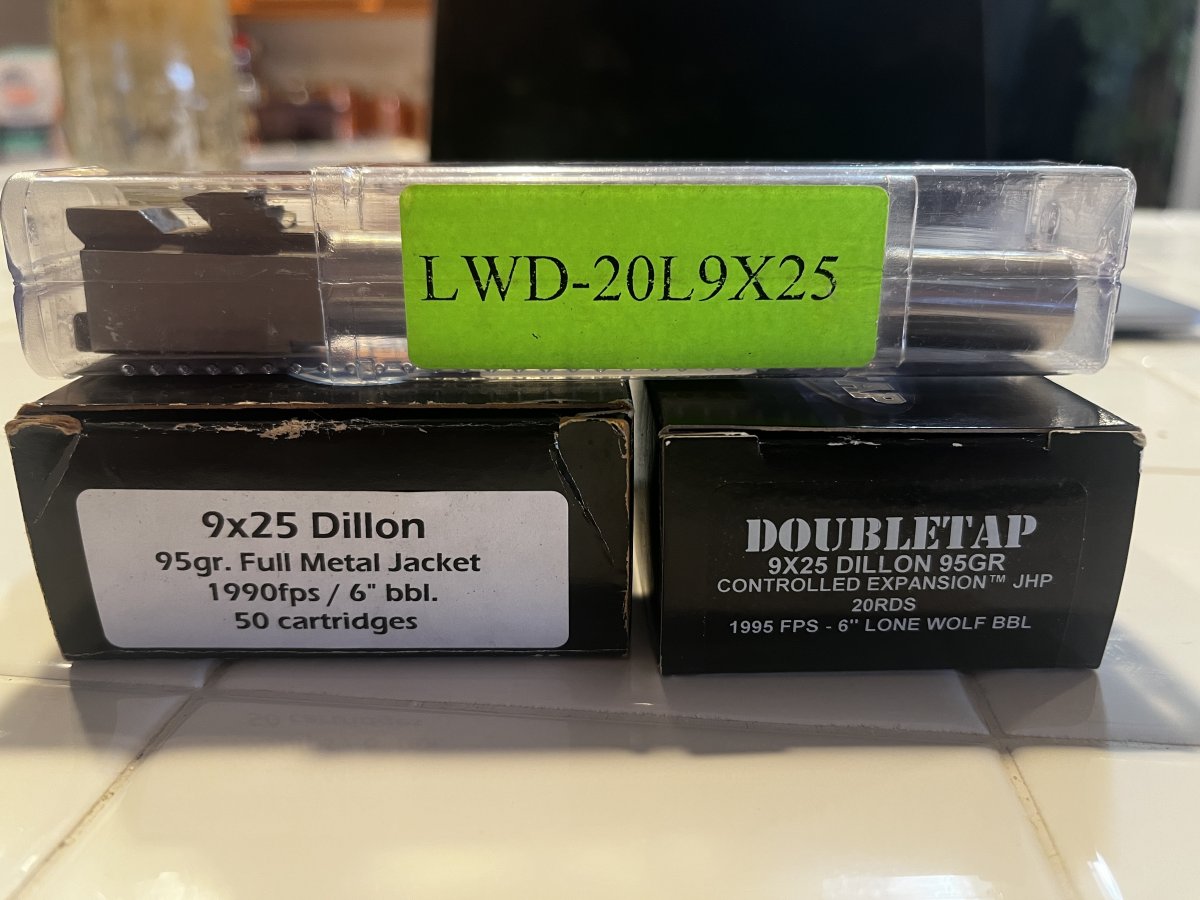 LWD-20L9X25
9x25 Dillon
95gr. Full Metal Jacket
1990fps / 6" bbl.
50 cartridges
DOUBLETAP
9X25 DILLON 95GR
CONTROLLED EXPANSION™ JHP
20RDS
1995 FPS - 6" LONE WOLF BBL